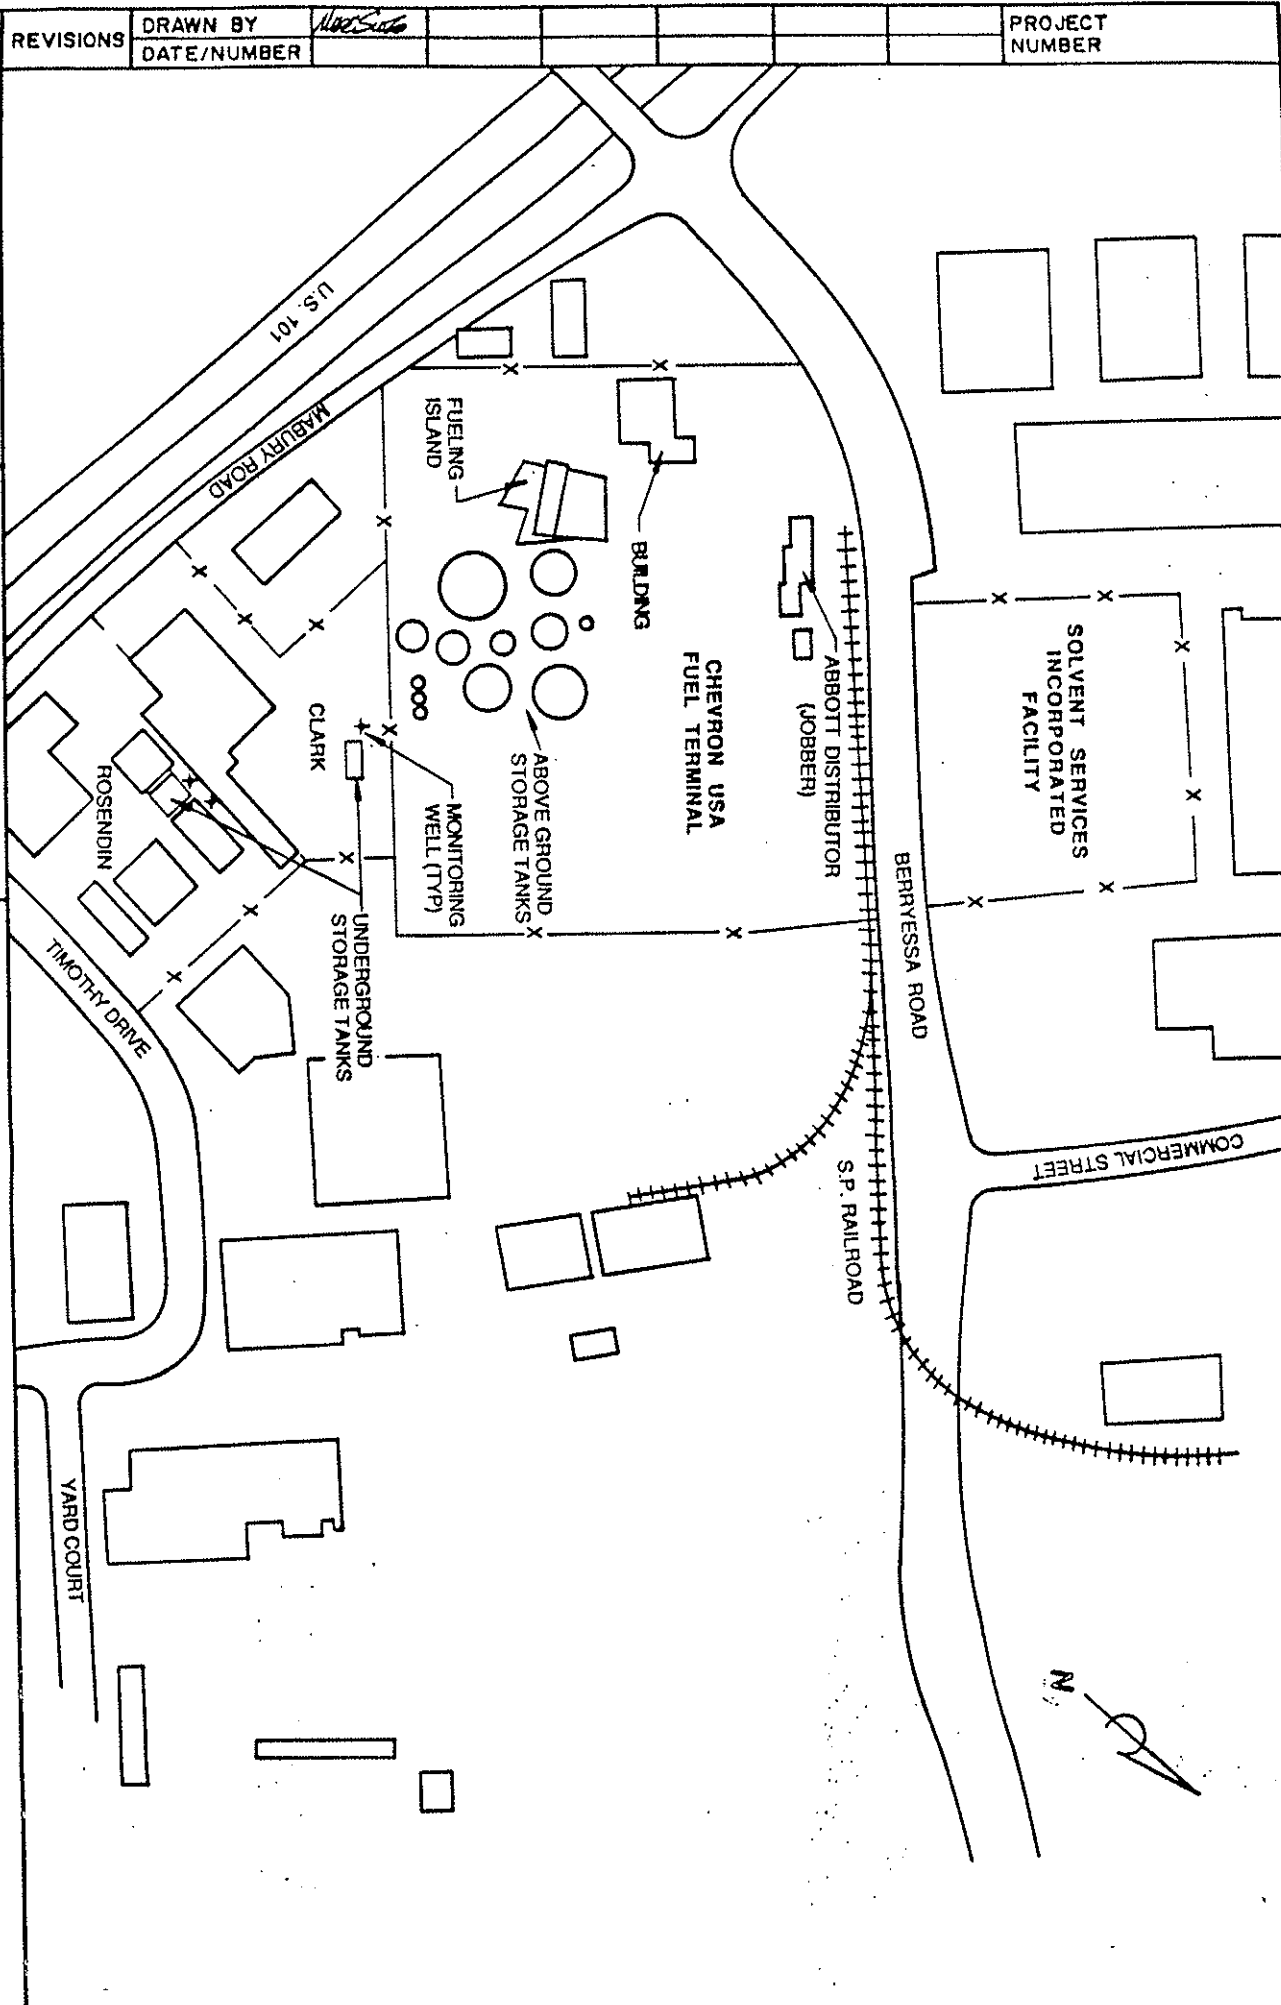 REVISIONS
DRAWN BY
DATE/NUMBER
PROJECT
NUMBER
U.S. 101
MABURY ROAD
FUELING
ISLAND
BUILDING
ABBOTT DISTRIBUTOR
(JOBBER)
SOLVENT SERVICES
INCORPORATED
FACILITY
CHEVRON USA
FUEL TERMINAL
ABOVE GROUND
STORAGE TANKS
CLARK
MONITORING
WELL (TYP)
ROSENDIN
UNDERGROUND
STORAGE TANKS
BERRYESSA ROAD
TIMOTHY DRIVE
COMMERCIAL STREET
S.P. RAILROAD
YARD COURT
N